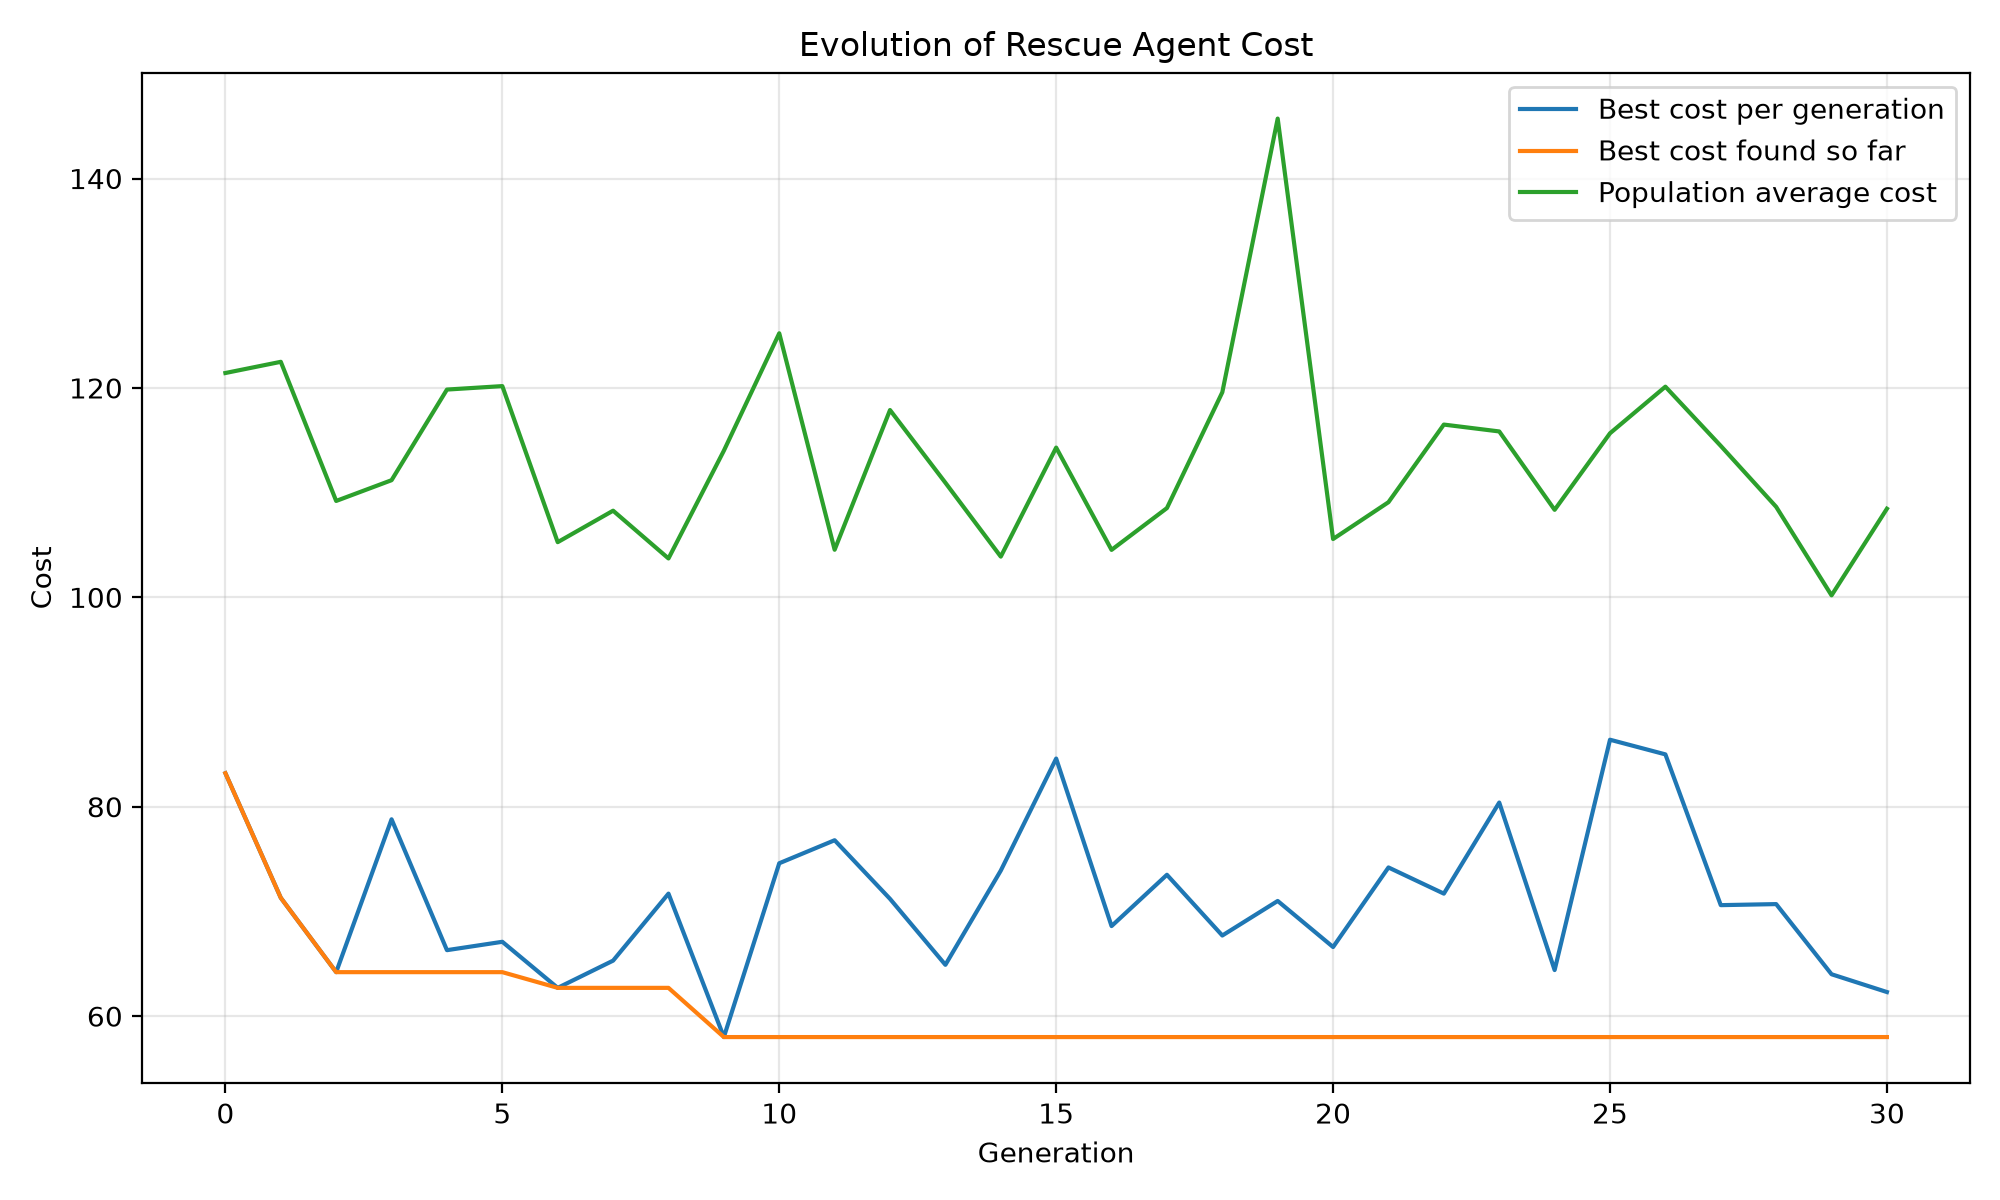 Evolution of Rescue Agent Cost
Best cost per generation
Best cost found so far
Population average cost
140
120
100
80
60
Cost
0 5 10 15 20 25 30
Generation